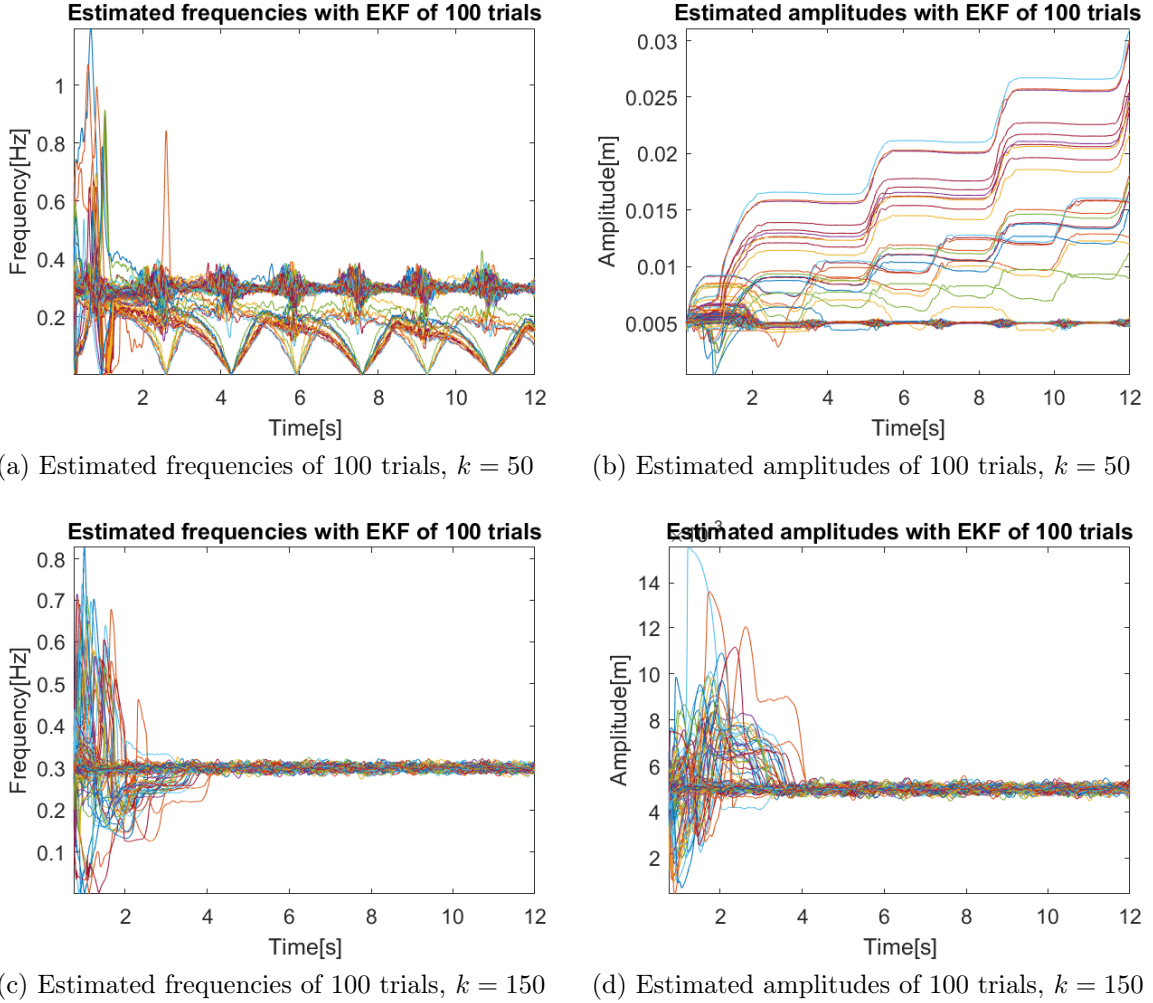 Estimated frequencies with EKF of 100 trials
Estimated amplitudes with EKF of 100 trials
Frequency[Hz]
1
0.8
0.6
0.4
0.2
2 4 6 8 10 12
Time[s]
Amplitude[m]
0.03
0.025
0.02
0.015
0.01
0.005
2 4 6 8 10 12
Time[s]
(a) Estimated frequencies of 100 trials, k = 50
(b) Estimated amplitudes of 100 trials, k = 50
Estimated frequencies with EKF of 100 trials
Estimated amplitudes with EKF of 100 trials
Frequency[Hz]
0.8
0.7
0.6
0.5
0.4
0.3
0.2
0.1
2 4 6 8 10 12
Time[s]
Amplitude[m]
14
12
10
8
6
4
2
2 4 6 8 10 12
Time[s]
(c) Estimated frequencies of 100 trials, k = 150
(d) Estimated amplitudes of 100 trials, k = 150